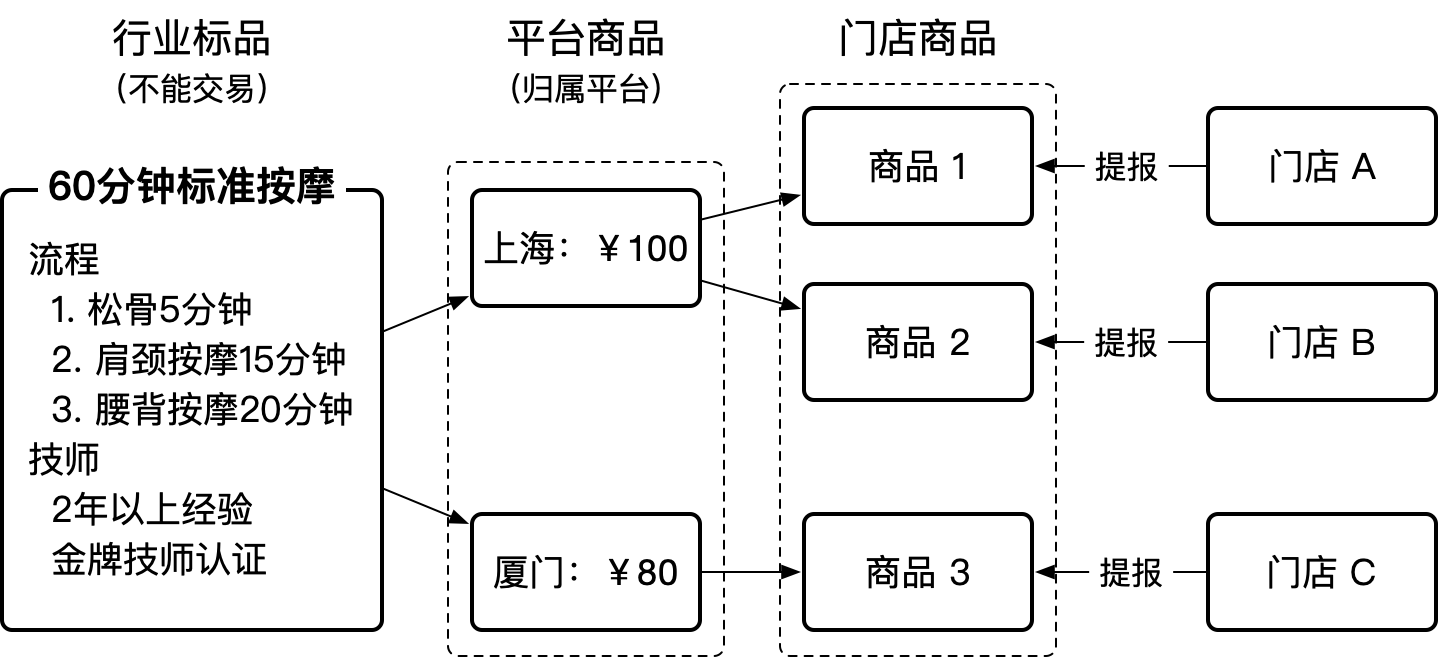 行业标品
（不能交易）
平台商品
（归属平台）
门店商品
60分钟标准按摩
流程
1. 松骨5分钟
2. 肩颈按摩15分钟
3. 腰背按摩20分钟
技师
2年以上经验
金牌技师认证
上海：￥100
厦门：￥80
商品 1
商品 2
商品 3
提报
提报
提报
门店 A
门店 B
门店 C